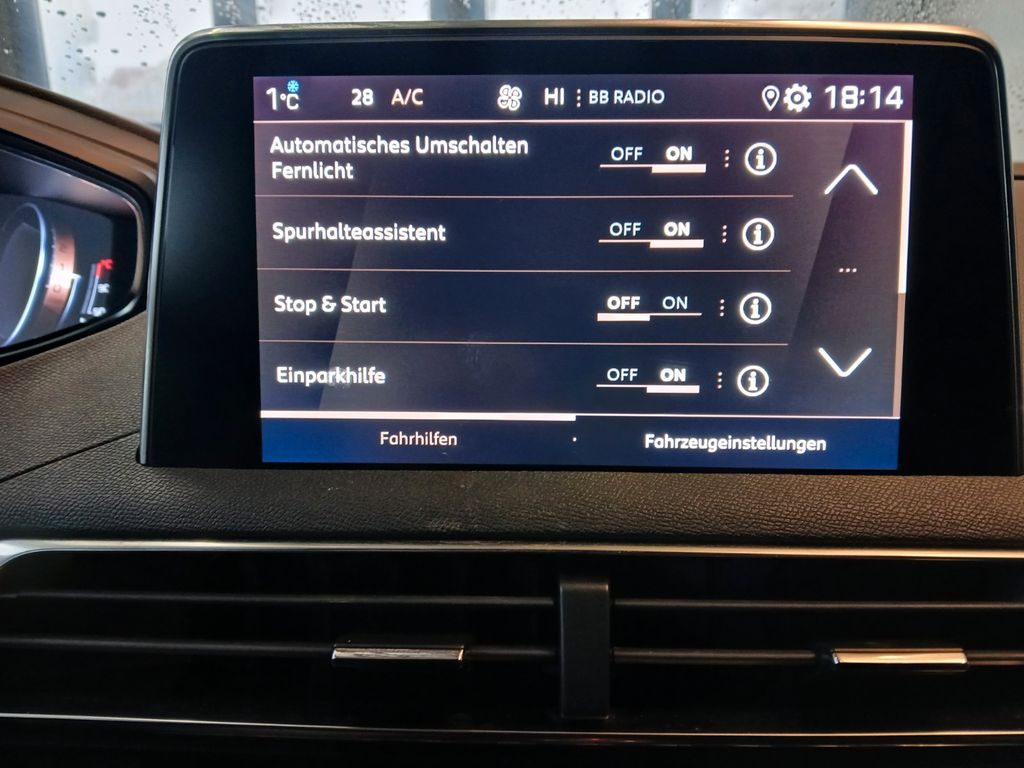 1°C 28 A/C HI BB RADIO 18:14
Automatisches Umschalten
Fernlicht
OFF ON
Spurhalteassistent OFF ON
Stop & Start OFF ON
Einparkhilfe OFF ON
Fahrhilfen Fahrzeugeinstellungen